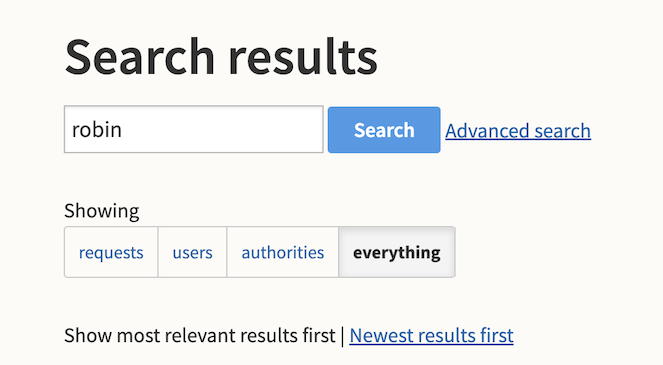 Search results
robin Search Advanced search
Showing
requests users authorities everything
Show most relevant results first | Newest results first